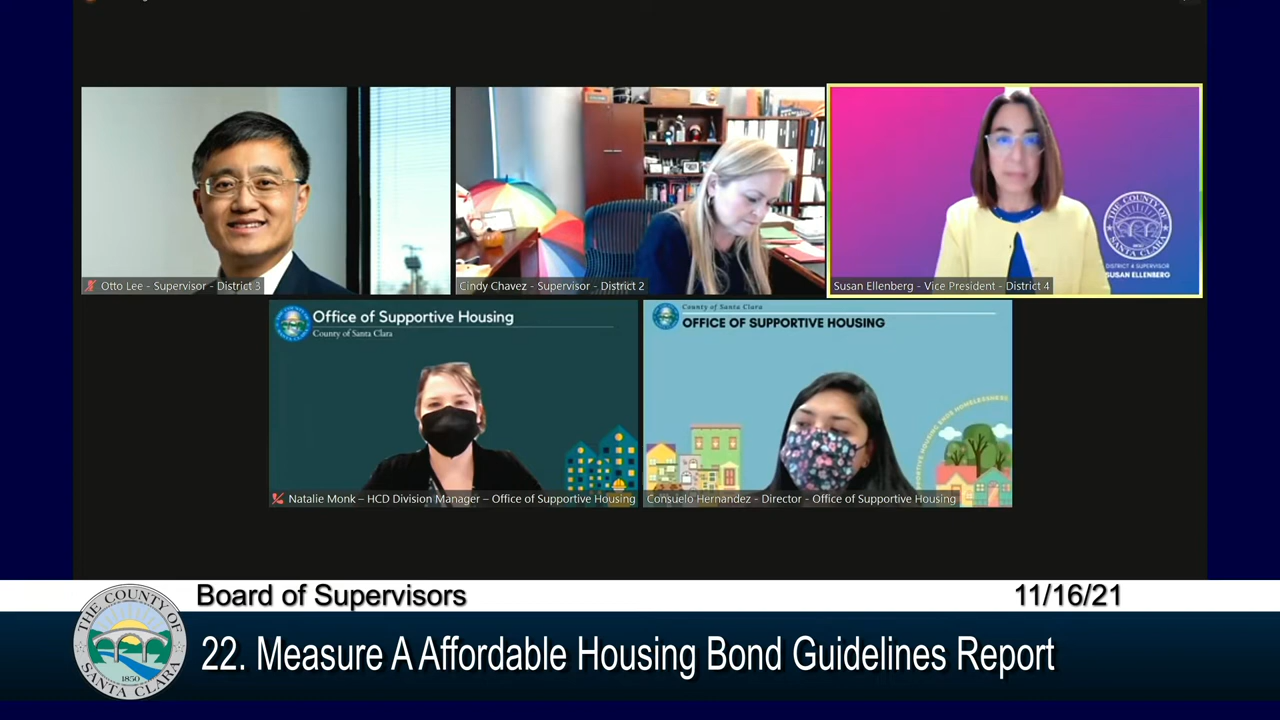 Otto Lee - Supervisor - District 3
Cindy Chavez - Supervisor - District 2
THE COUNTY OF
SANTA CLARA
DISTRICT 4 SUPERVISOR
SUSAN ELLENBERG
Susan Ellenberg - Vice President - District 4
Office of Supportive Housing
County of Santa Clara
Natalie Monk – HCD Division Manager – Office of Supportive Housing
County of Santa Clara
OFFICE OF SUPPORTIVE HOUSING
HOUSING ENDS HOMELESSNESS
Consuelo Hernandez - Director - Office of Supportive Housing
Board of Supervisors
11/16/21
THE COUNTY OF
SANTA CLARA
1850
22. Measure A Affordable Housing Bond Guidelines Report